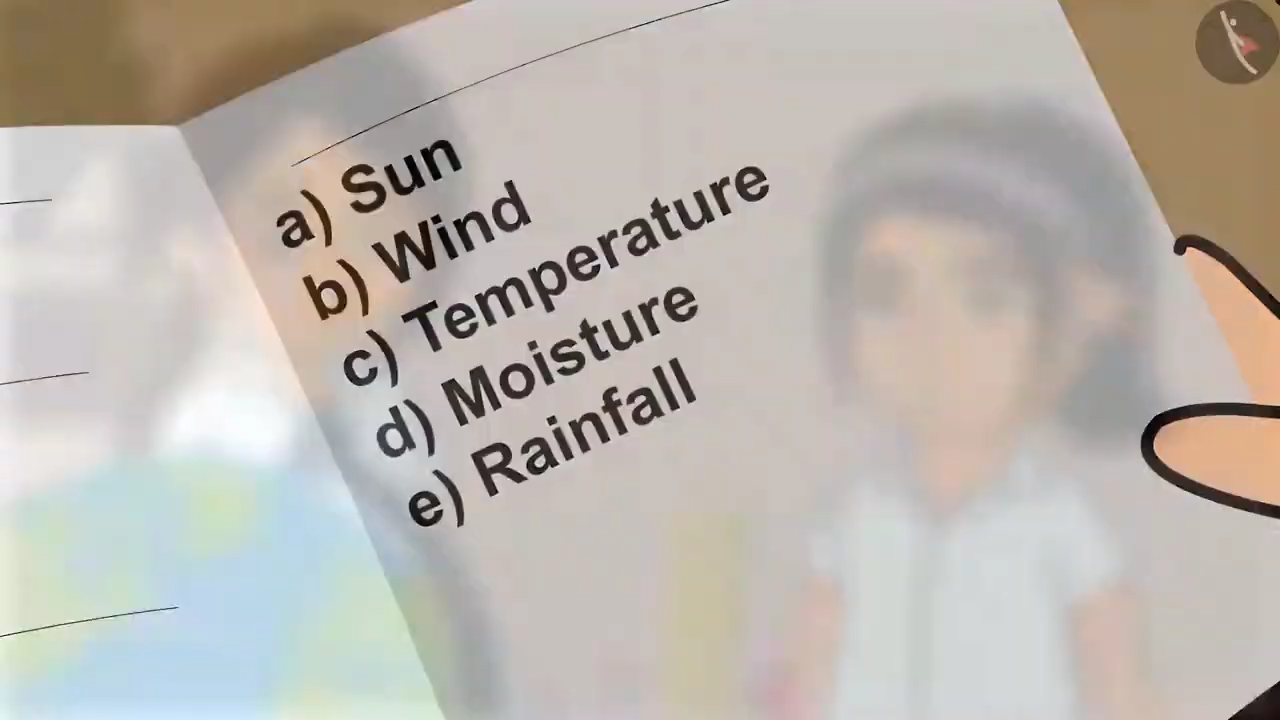 a) Sun
b) Wind
c) Temperature
d) Moisture
e) Rainfall